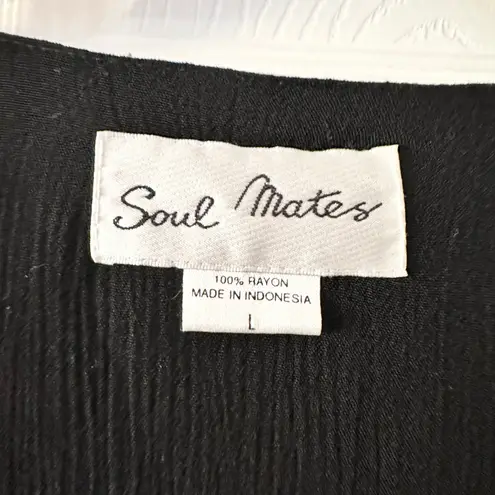 Soul Mates
100% RAYON
MADE IN INDONESIA
L